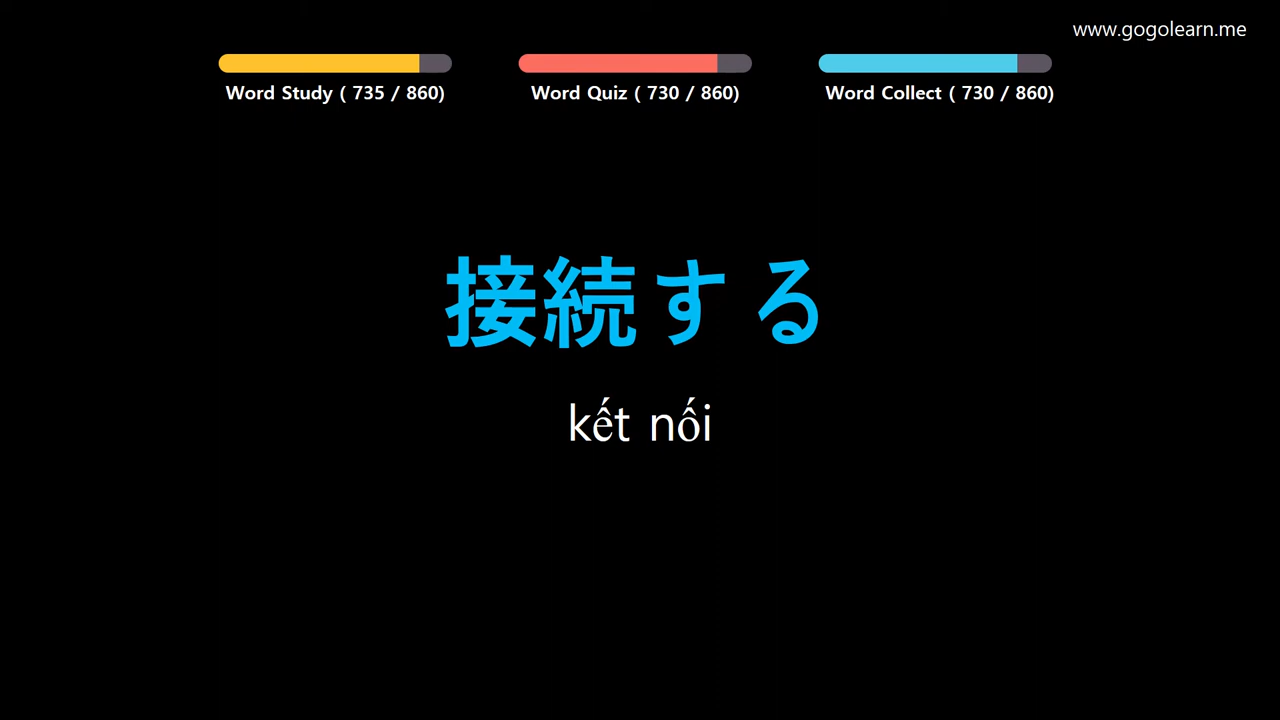 www.gogolearn.me
Word Study ( 735 / 860)
Word Quiz ( 730 / 860)
Word Collect ( 730 / 860)
接続する
kết nối